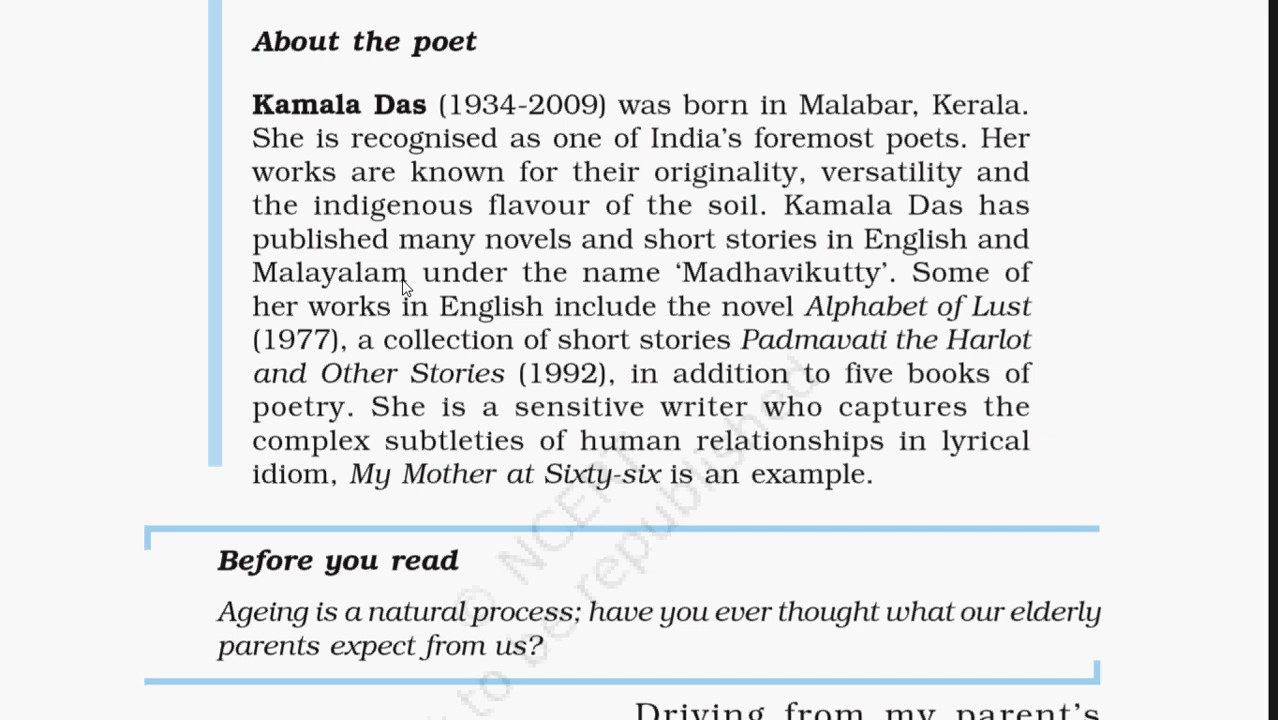 About the poet
Kamala Das (1934-2009) was born in Malabar, Kerala.
She is recognised as one of India's foremost poets. Her
works are known for their originality, versatility and
the indigenous flavour of the soil. Kamala Das has
published many novels and short stories in English and
Malayalam under the name ‘Madhavikutty’. Some of
her works in English include the novel Alphabet of Lust
(1977), a collection of short stories Padmavati the Harlot
and Other Stories (1992), in addition to five books of
poetry. She is a sensitive writer who captures the
complex subtleties of human relationships in lyrical
idiom, My Mother at Sixty-six is an example.
© NCERT
to be republished
Before you read
Ageing is a natural process; have you ever thought what our elderly
parents expect from us?
Driving from my parent's